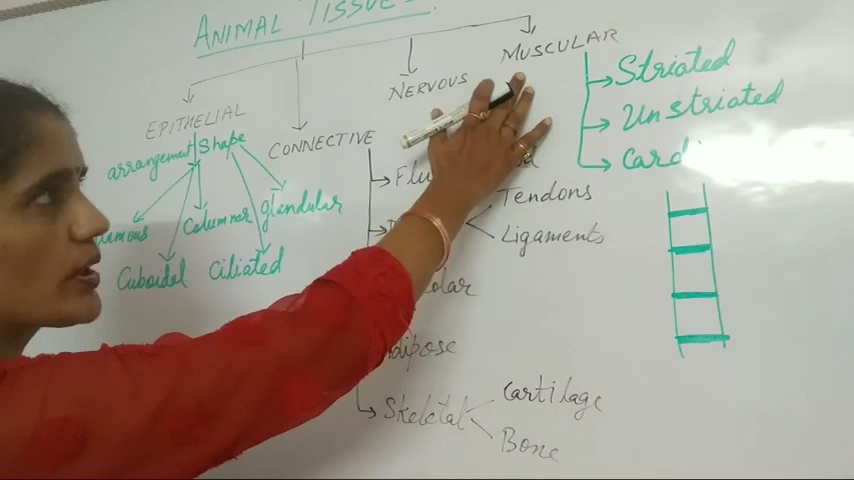 ANIMAL TISSUE
EPITHELIAL
arrangement | Shape
Columnar
glandular
Cuboidal
Ciliated
CONNECTIVE
Tendons
Ligaments
Skeletal
Cartilage
Bone
NERVOUS
MUSCULAR
Striated
Unstriated